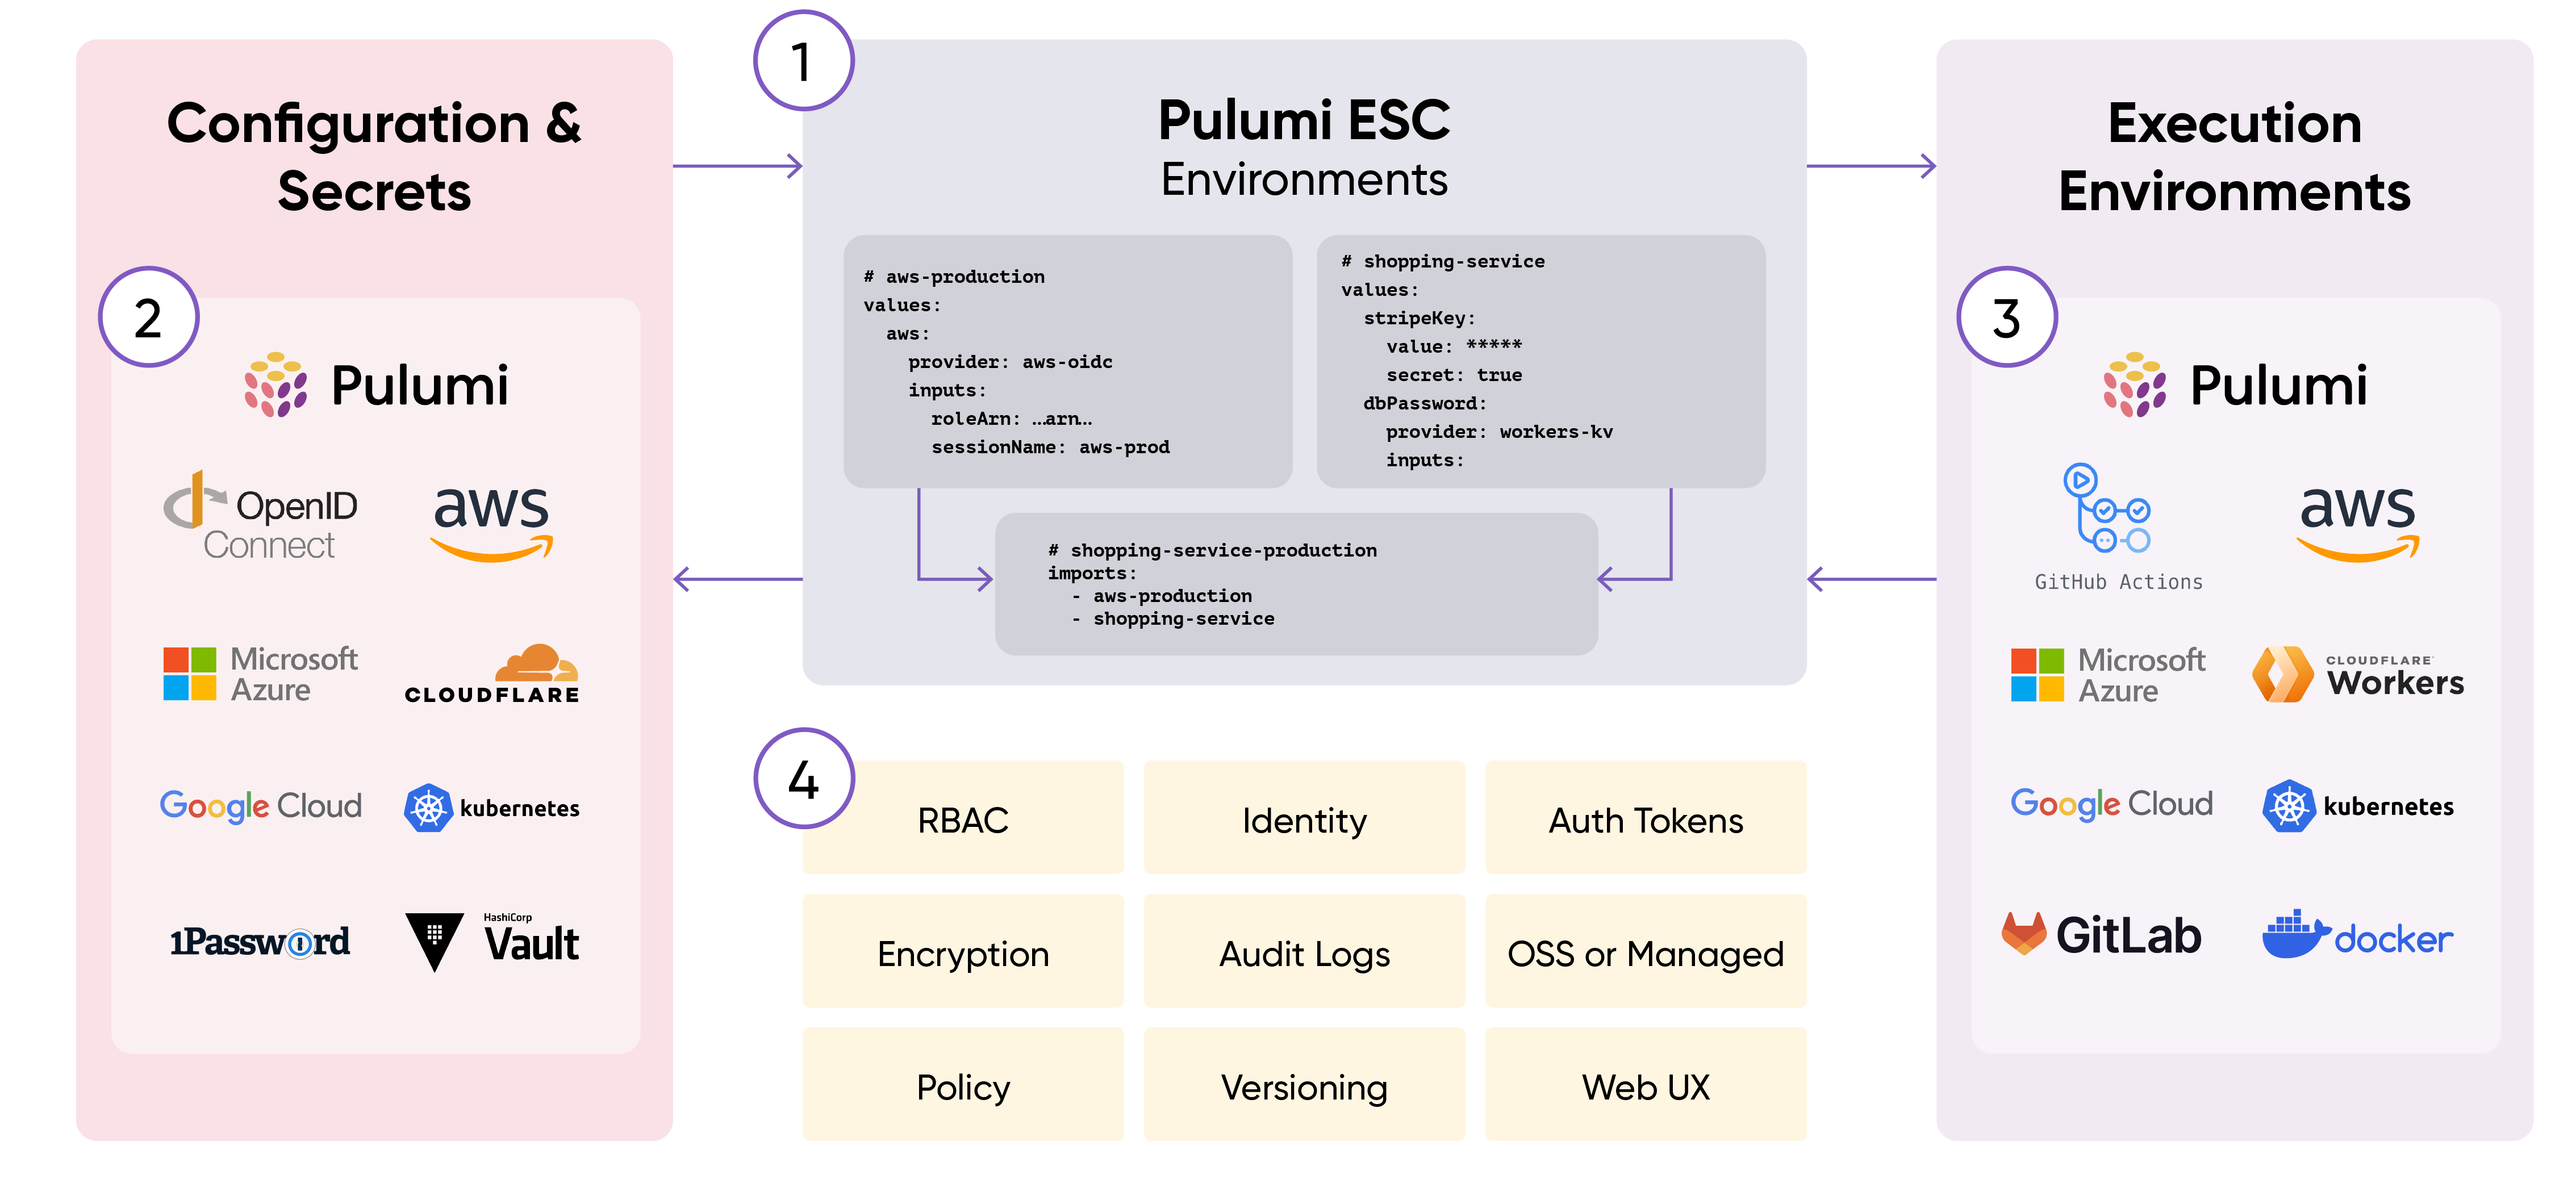 Configuration &
Secrets
2
Pulumi
OpenID
Connect
aws
Microsoft
Azure
CLOUDFLARE
Google Cloud
kubernetes
1Password
HashiCorp
Vault
1
Pulumi ESC
Environments
# aws-production
values:
  aws:
    provider: aws-oidc
    inputs:
      roleArn: …arn…
      sessionName: aws-prod
# shopping-service
values:
  stripeKey:
    value: *****
    secret: true
  dbPassword:
    provider: workers-kv
    inputs:
# shopping-service-production
imports:
  - aws-production
  - shopping-service
4
RBAC
Identity
Auth Tokens
Encryption
Audit Logs
OSS or Managed
Policy
Versioning
Web UX
Execution
Environments
3
Pulumi
GitHub Actions
aws
Microsoft
Azure
CLOUDFLARE
Workers
Google Cloud
kubernetes
GitLab
docker